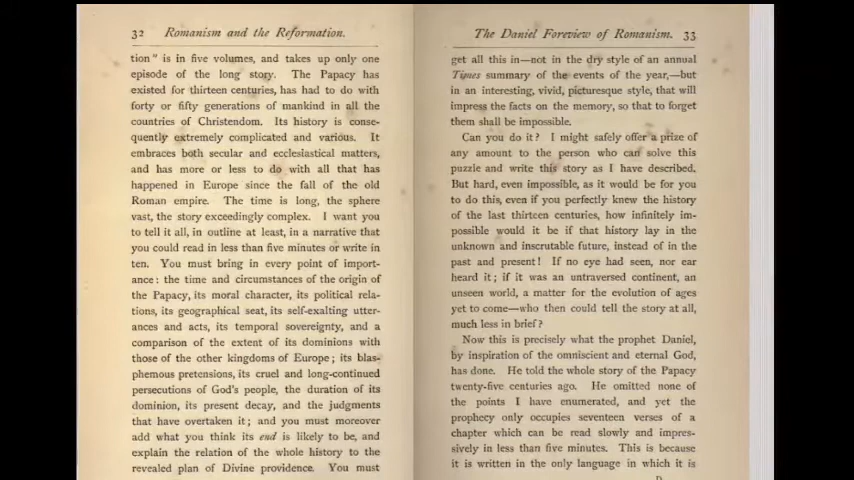 32 Romanism and the Reformation.
tion" is in five volumes, and takes up only one
episode of the long story. The Papacy has
existed for thirteen centuries, has had to do with
forty or fifty generations of mankind in all the
countries of Christendom. Its history is conse-
quently extremely complicated and various. It
embraces both secular and ecclesiastical matters,
and has more or less to do with all that has
happened in Europe since the fall of the old
Roman empire. The time is long, the sphere
vast, the story exceedingly complex. I want you
to tell it all, in outline at least, in a narrative that
you could read in less than five minutes or write in
ten. You must bring in every point of import-
ance: the time and circumstances of the origin of
the Papacy, its moral character, its political rela-
tions, its geographical seat, its self-exalting utter-
ances and acts, its temporal sovereignty, and a
comparison of the extent of its dominions with
those of the other kingdoms of Europe; its blas-
phemous pretensions, its cruel and long-continued
persecutions of God's people, the duration of its
dominion, its present decay, and the judgments
that have overtaken it; and you must moreover
add what you think its end is likely to be, and
explain the relation of the whole history to the
revealed plan of Divine providence. You must
The Daniel Foreview of Romanism. 33
get all this in—not in the dry style of an annual
Times summary of the events of the year,—but
in an interesting, vivid, picturesque style, that will
impress the facts on the memory, so that to forget
them shall be impossible.
Can you do it? I might safely offer a prize of
any amount to the person who can solve this
puzzle and write this story as I have described.
But hard, even impossible, as it would be for you
to do this, even if you perfectly knew the history
of the last thirteen centuries, how infinitely im-
possible would it be if that history lay in the
unknown and inscrutable future, instead of in the
past and present! If no eye had seen, nor ear
heard it; if it was an untraversed continent, an
unseen world, a matter for the evolution of ages
yet to come—who then could tell the story at all,
much less in brief?
Now this is precisely what the prophet Daniel,
by inspiration of the omniscient and eternal God,
has done. He told the whole story of the Papacy
twenty-five centuries ago. He omitted none of
the points I have enumerated, and yet the
prophecy only occupies seventeen verses of a
chapter which can be read slowly and impres-
sively in less than five minutes. This is because
it is written in the only language in which it is
D